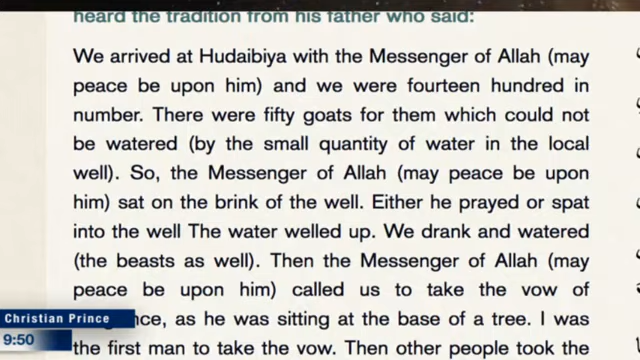 heard the tradition from his father who said:
We arrived at Hudaibiya with the Messenger of Allah (may
peace be upon him) and we were fourteen hundred in
number. There were fifty goats for them which could not
be watered (by the small quantity of water in the local
well). So, the Messenger of Allah (may peace be upon
him) sat on the brink of the well. Either he prayed or spat
into the well The water welled up. We drank and watered
(the beasts as well). Then the Messenger of Allah (may
peace be upon him) called us to take the vow of
as he was sitting at the base of a tree. I was
the first man to take the vow. Then other people took the
Christian Prince
9:50